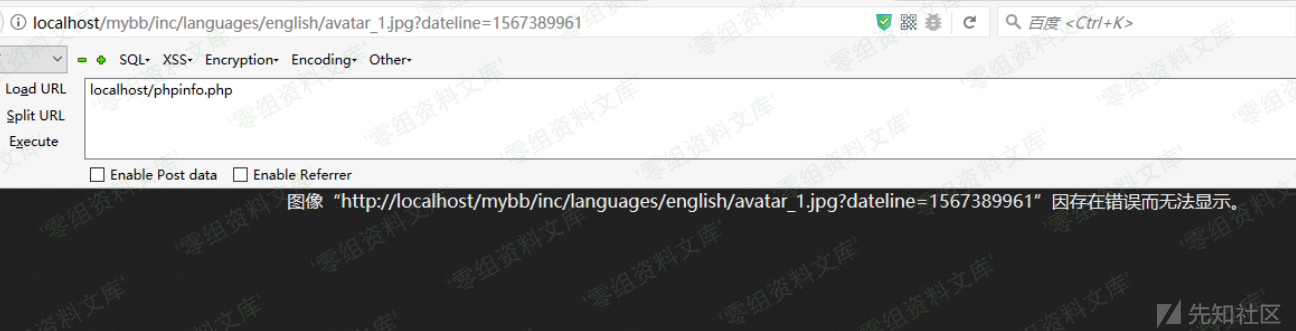 localhost/mybb/inc/languages/english/avatar_1.jpg?dateline=1567389961
百度 <Ctrl+K>
SQL XSS Encryption Encoding Other
Load URL
localhost/phpinfo.php
Split URL
Execute
Enable Post data Enable Referrer
图像“http://localhost/mybb/inc/languages/english/avatar_1.jpg?dateline=1567389961”因存在错误而无法显示。
'零组资料文库'
先知社区